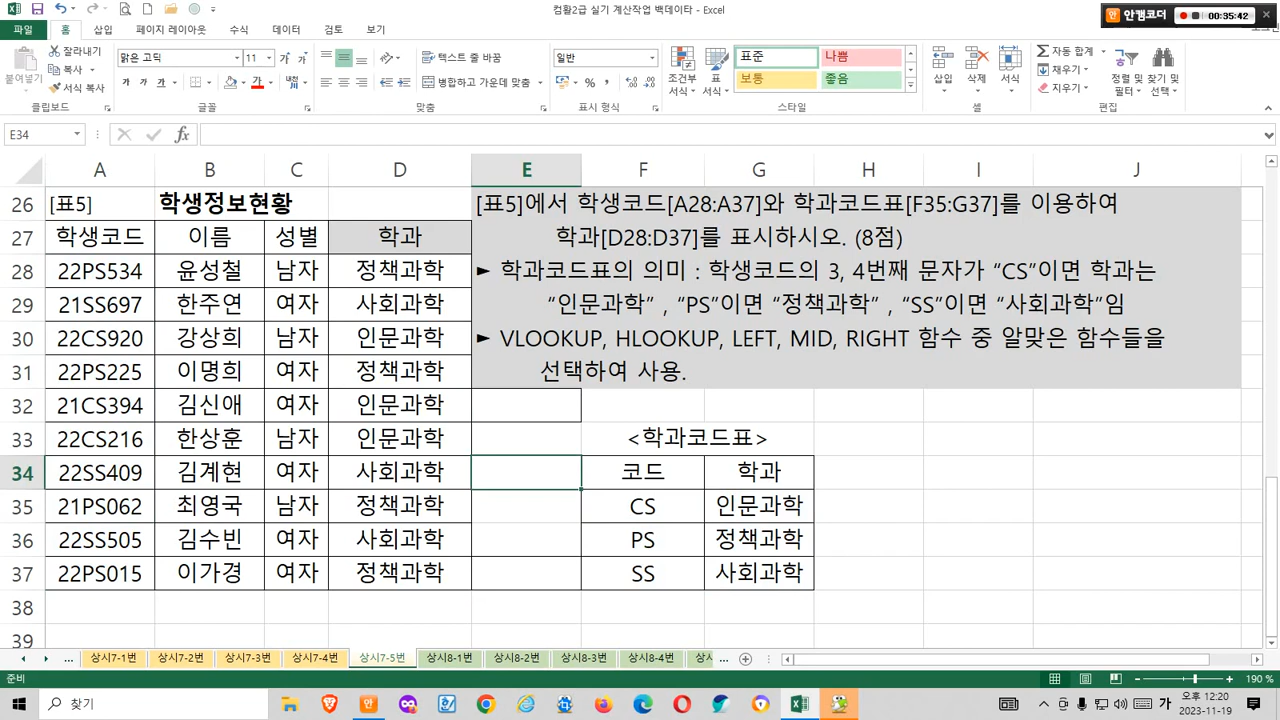 컴활2급 실기 계산작업 백데이타 - Excel
안캠코더 00:35:42
파일 홈 삽입 페이지 레이아웃 수식 데이터 검토 보기
붙여넣기 잘라내기 복사 서식 복사 클립보드
맑은 고딕 11 가 가 가 가 가 가 글꼴
텍스트 줄 바꿈 병합하고 가운데 맞춤 맞춤
일반 % 표시 형식
조건부 서식 표 서식 표준 나쁨 보통 좋음 스타일
삽입 삭제 서식 셀
자동 합계 채우기 지우기 정렬 및 필터 찾기 및 선택 편집
E34 fx
A B C D E F G H I J
26 [표5] 학생정보현황 [표5]에서 학생코드[A28:A37]와 학과코드표[F35:G37]를 이용하여
27 학생코드 이름 성별 학과 학과[D28:D37]를 표시하시오. (8점)
28 22PS534 윤성철 남자 정책과학 ► 학과코드표의 의미 : 학생코드의 3, 4번째 문자가 “CS”이면 학과는
29 21SS697 한주연 여자 사회과학 “인문과학” , “PS”이면 “정책과학” , “SS”이면 “사회과학”임
30 22CS920 강상희 남자 인문과학 ► VLOOKUP, HLOOKUP, LEFT, MID, RIGHT 함수 중 알맞은 함수들을
31 22PS225 이명희 여자 정책과학 선택하여 사용.
32 21CS394 김신애 여자 인문과학
33 22CS216 한상훈 남자 인문과학 <학과코드표>
34 22SS409 김계현 여자 사회과학 코드 학과
35 21PS062 최영국 남자 정책과학 CS 인문과학
36 22SS505 김수빈 여자 사회과학 PS 정책과학
37 22PS015 이가경 여자 정책과학 SS 사회과학
38
39
... 상시7-1번 상시7-2번 상시7-3번 상시7-4번 상시7-5번 상시8-1번 상시8-2번 상시8-3번 상시8-4번 ...
준비 190 %
찾기 가 오후 12:20
2023-11-19